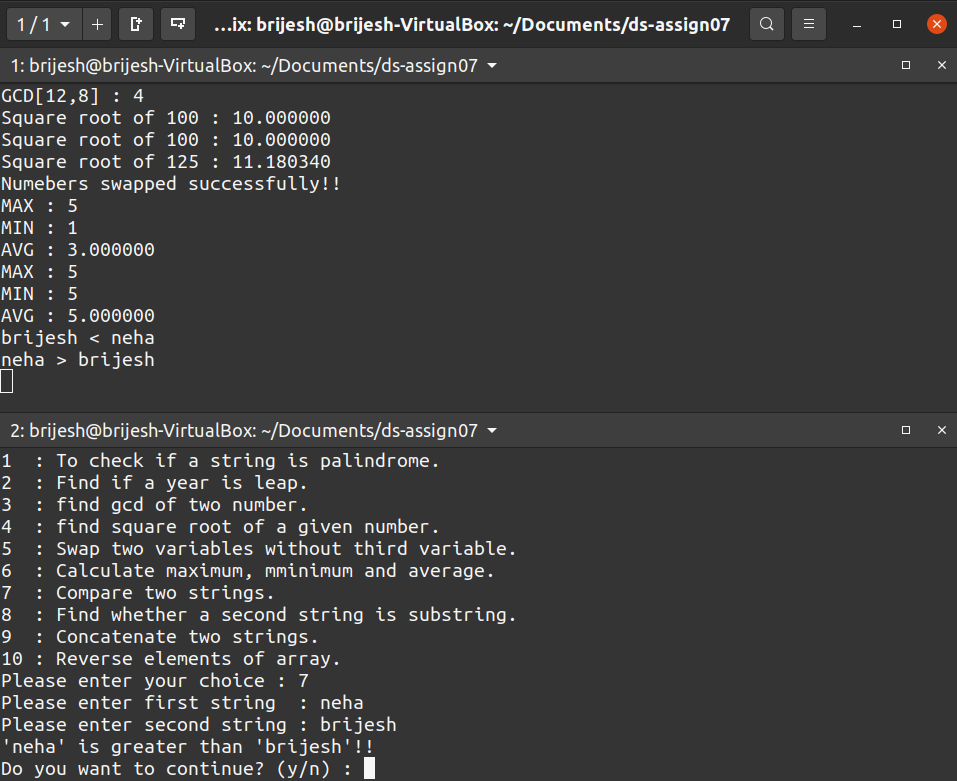 1 / 1
...ix: brijesh@brijesh-VirtualBox: ~/Documents/ds-assign07
1: brijesh@brijesh-VirtualBox: ~/Documents/ds-assign07
GCD[12,8] : 4
Square root of 100 : 10.000000
Square root of 100 : 10.000000
Square root of 125 : 11.180340
Numebers swapped successfully!!
MAX : 5
MIN : 1
AVG : 3.000000
MAX : 5
MIN : 5
AVG : 5.000000
brijesh < neha
neha > brijesh
2: brijesh@brijesh-VirtualBox: ~/Documents/ds-assign07
1  : To check if a string is palindrome.
2  : Find if a year is leap.
3  : find gcd of two number.
4  : find square root of a given number.
5  : Swap two variables without third variable.
6  : Calculate maximum, mminimum and average.
7  : Compare two strings.
8  : Find whether a second string is substring.
9  : Concatenate two strings.
10 : Reverse elements of array.
Please enter your choice : 7
Please enter first string  : neha
Please enter second string : brijesh
'neha' is greater than 'brijesh'!!
Do you want to continue? (y/n) :